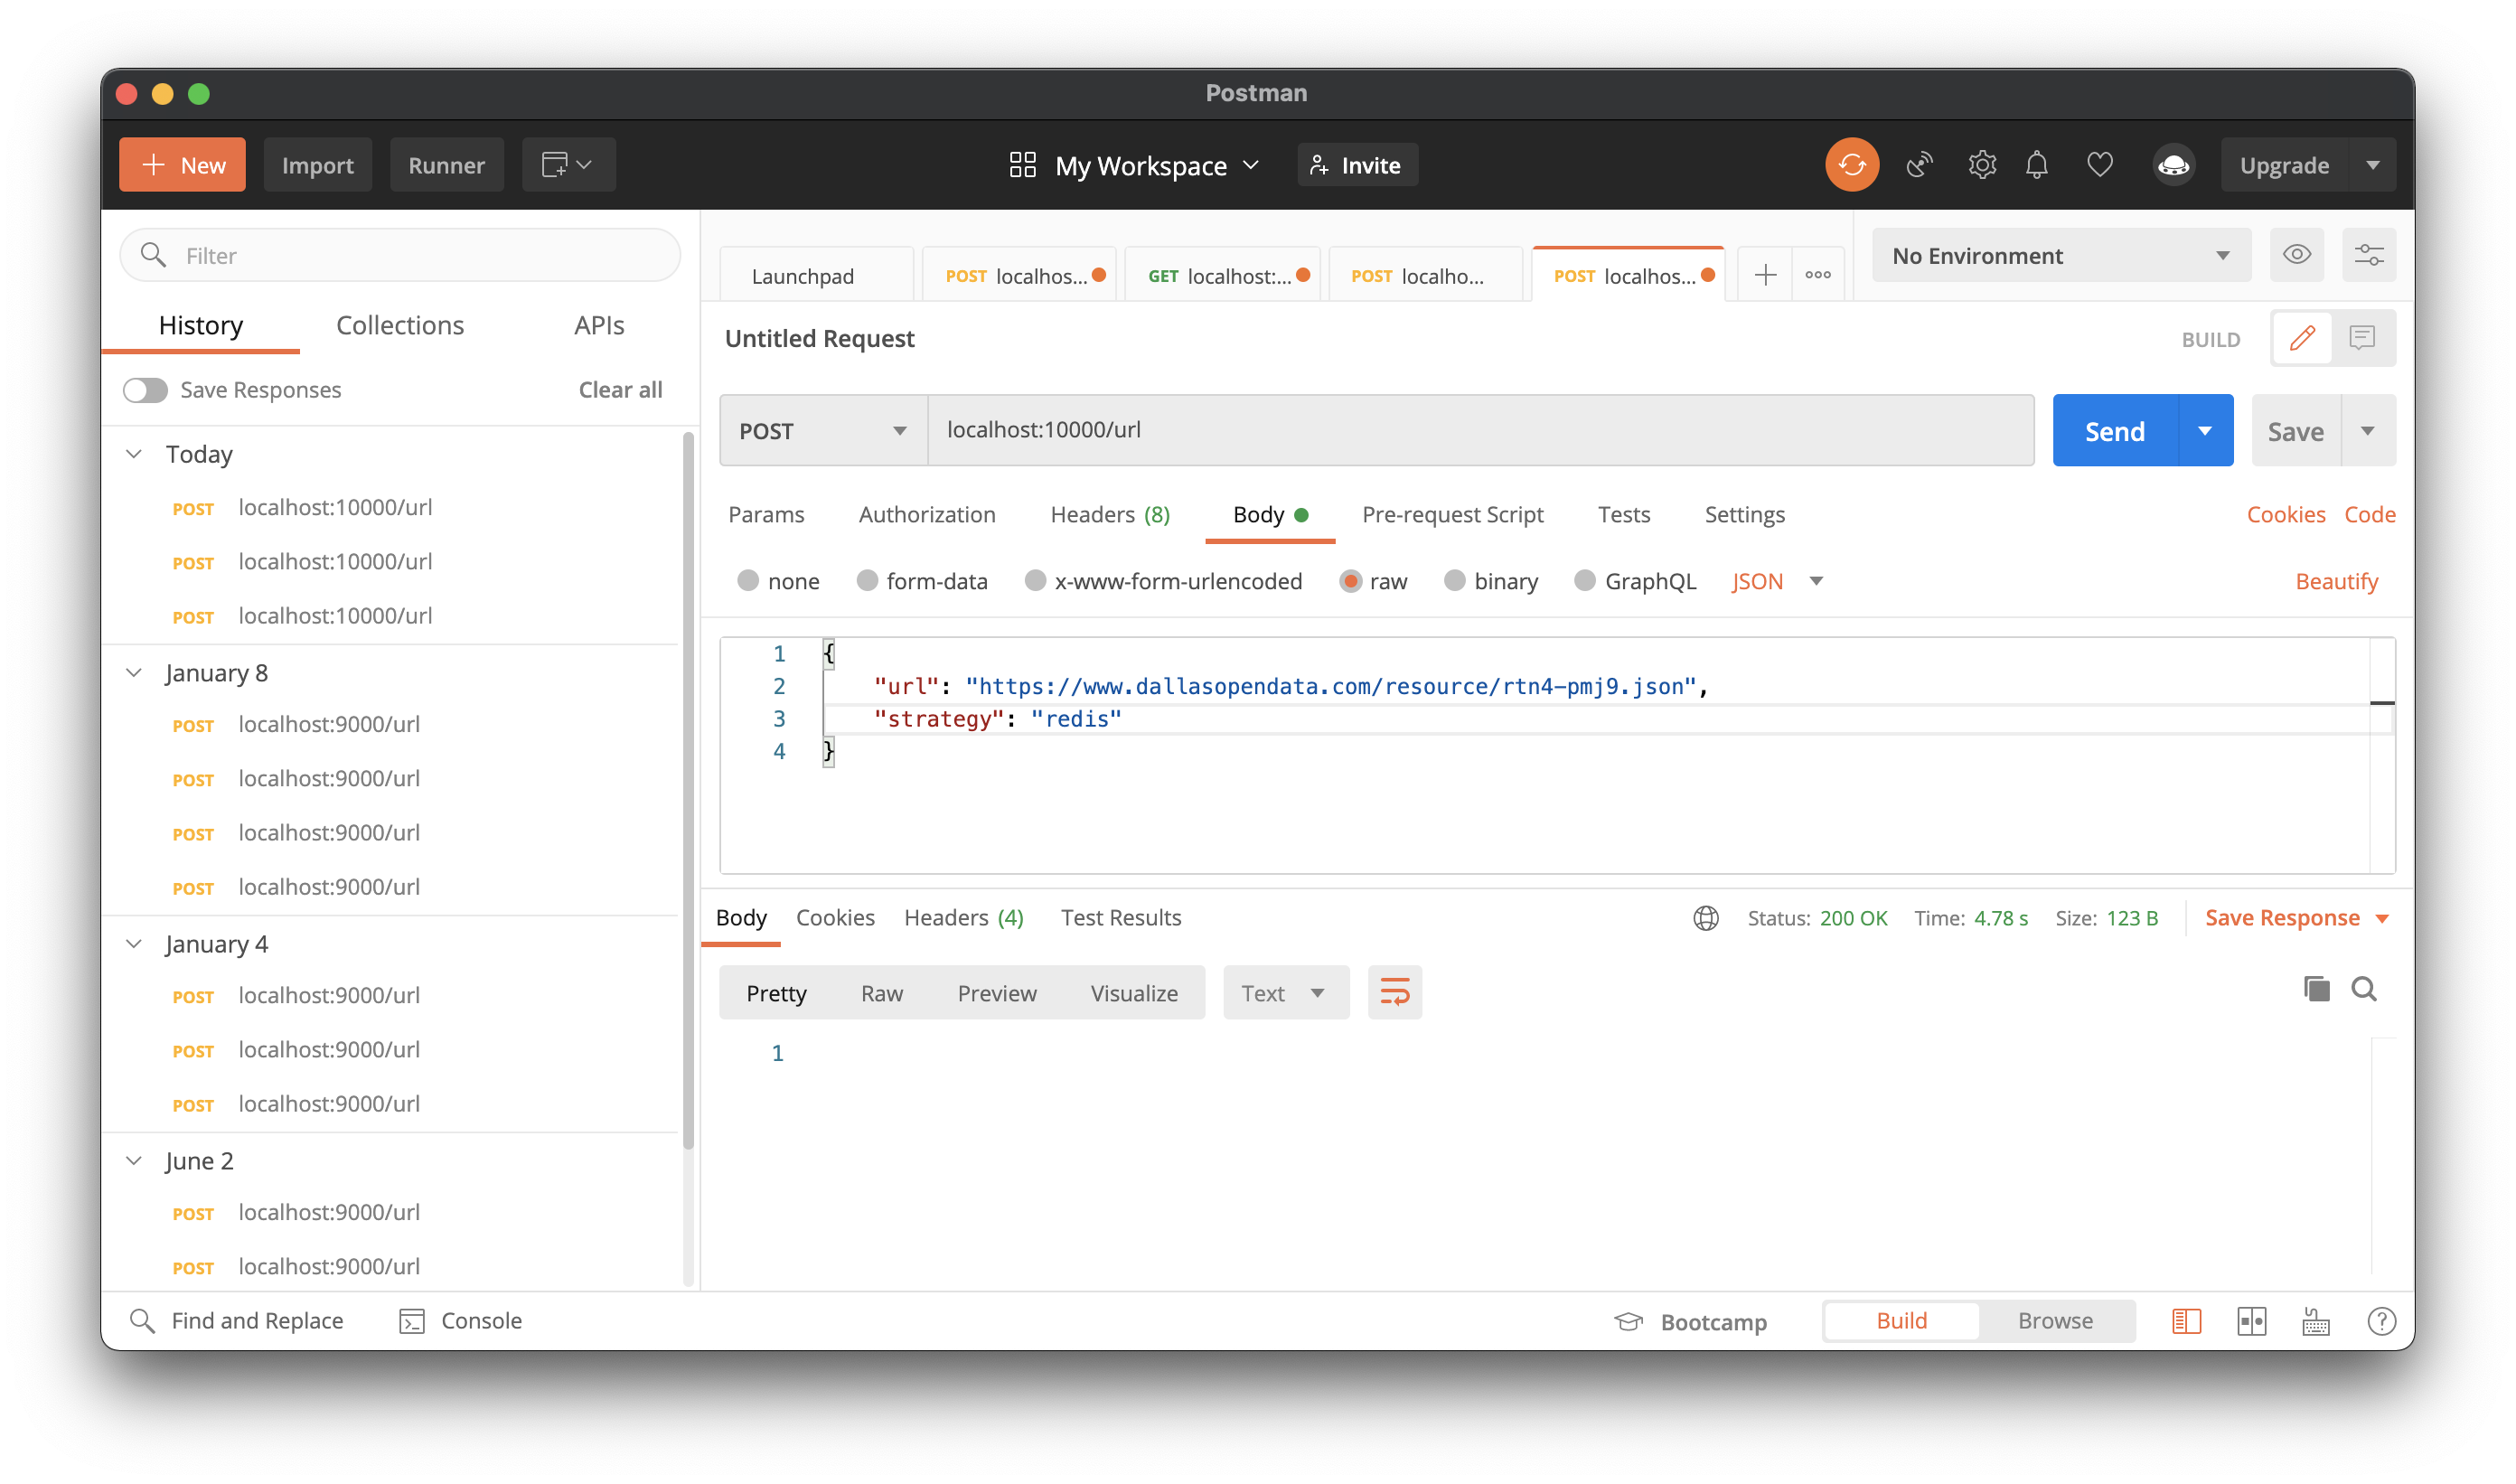 Postman
New
Import
Runner
My Workspace
Invite
Upgrade
Filter
Launchpad
POST localhos...
GET localhost:...
POST localho...
POST localhos...
No Environment
History
Collections
APIs
Untitled Request
BUILD
Save Responses
Clear all
POST
localhost:10000/url
Send
Save
Today
POST localhost:10000/url
POST localhost:10000/url
POST localhost:10000/url
January 8
POST localhost:9000/url
POST localhost:9000/url
POST localhost:9000/url
POST localhost:9000/url
January 4
POST localhost:9000/url
POST localhost:9000/url
POST localhost:9000/url
June 2
POST localhost:9000/url
POST localhost:9000/url
Params
Authorization
Headers (8)
Body
Pre-request Script
Tests
Settings
Cookies
Code
none
form-data
x-www-form-urlencoded
raw
binary
GraphQL
JSON
Beautify
1 {
2 "url": "https://www.dallasopendata.com/resource/rtn4-pmj9.json",
3 "strategy": "redis"
4 }
Body
Cookies
Headers (4)
Test Results
Status: 200 OK
Time: 4.78 s
Size: 123 B
Save Response
Pretty
Raw
Preview
Visualize
Text
1
Find and Replace
Console
Bootcamp
Build
Browse